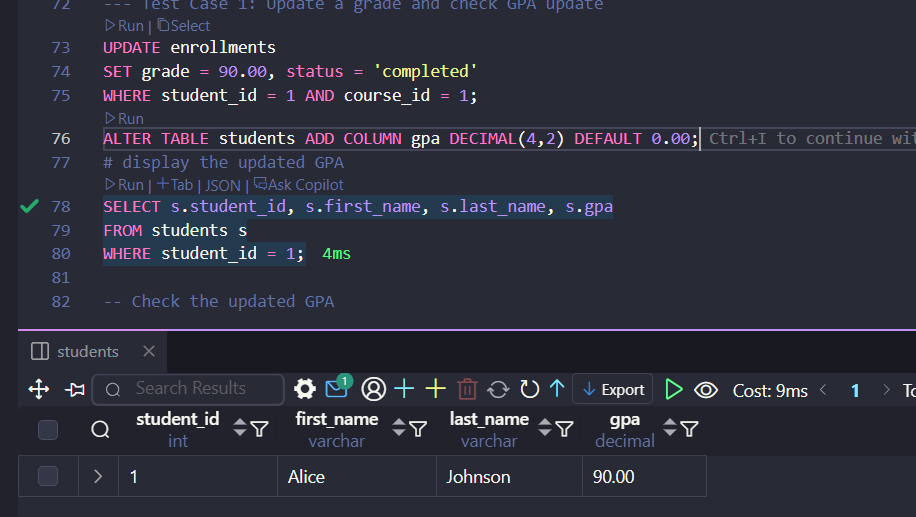 72 --- Test Case 1: Update a grade and check GPA update
Run | Select
73 UPDATE enrollments
74 SET grade = 90.00, status = 'completed'
75 WHERE student_id = 1 AND course_id = 1;
Run
76 ALTER TABLE students ADD COLUMN gpa DECIMAL(4,2) DEFAULT 0.00; Ctrl+I to continue wit
77 # display the updated GPA
Run | +Tab | JSON | Ask Copilot
78 SELECT s.student_id, s.first_name, s.last_name, s.gpa
79 FROM students s
80 WHERE student_id = 1; 4ms
81
82 -- Check the updated GPA
students
Search Results 1 Export Cost: 9ms 1 To
student_id first_name last_name gpa
int varchar varchar decimal
1 Alice Johnson 90.00